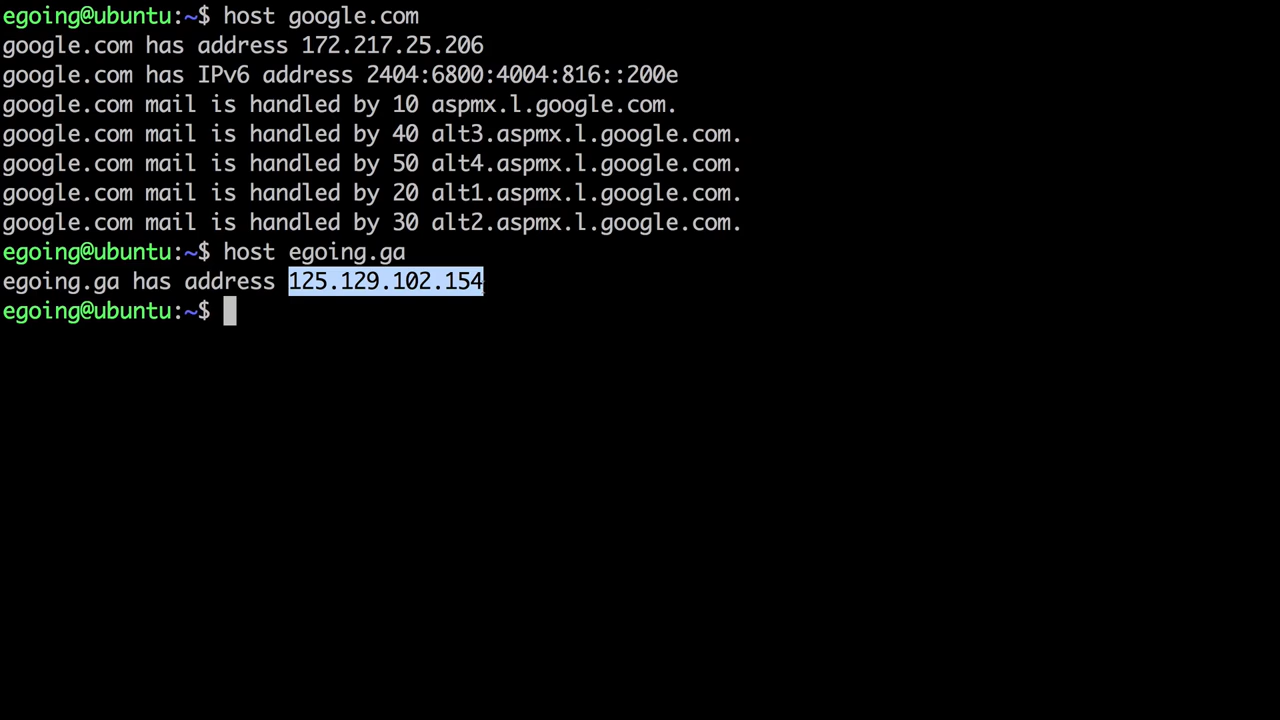 egoing@ubuntu:~$ host google.com
google.com has address 172.217.25.206
google.com has IPv6 address 2404:6800:4004:816::200e
google.com mail is handled by 10 aspmx.l.google.com.
google.com mail is handled by 40 alt3.aspmx.l.google.com.
google.com mail is handled by 50 alt4.aspmx.l.google.com.
google.com mail is handled by 20 alt1.aspmx.l.google.com.
google.com mail is handled by 30 alt2.aspmx.l.google.com.
egoing@ubuntu:~$ host egoing.ga
egoing.ga has address 125.129.102.154
egoing@ubuntu:~$